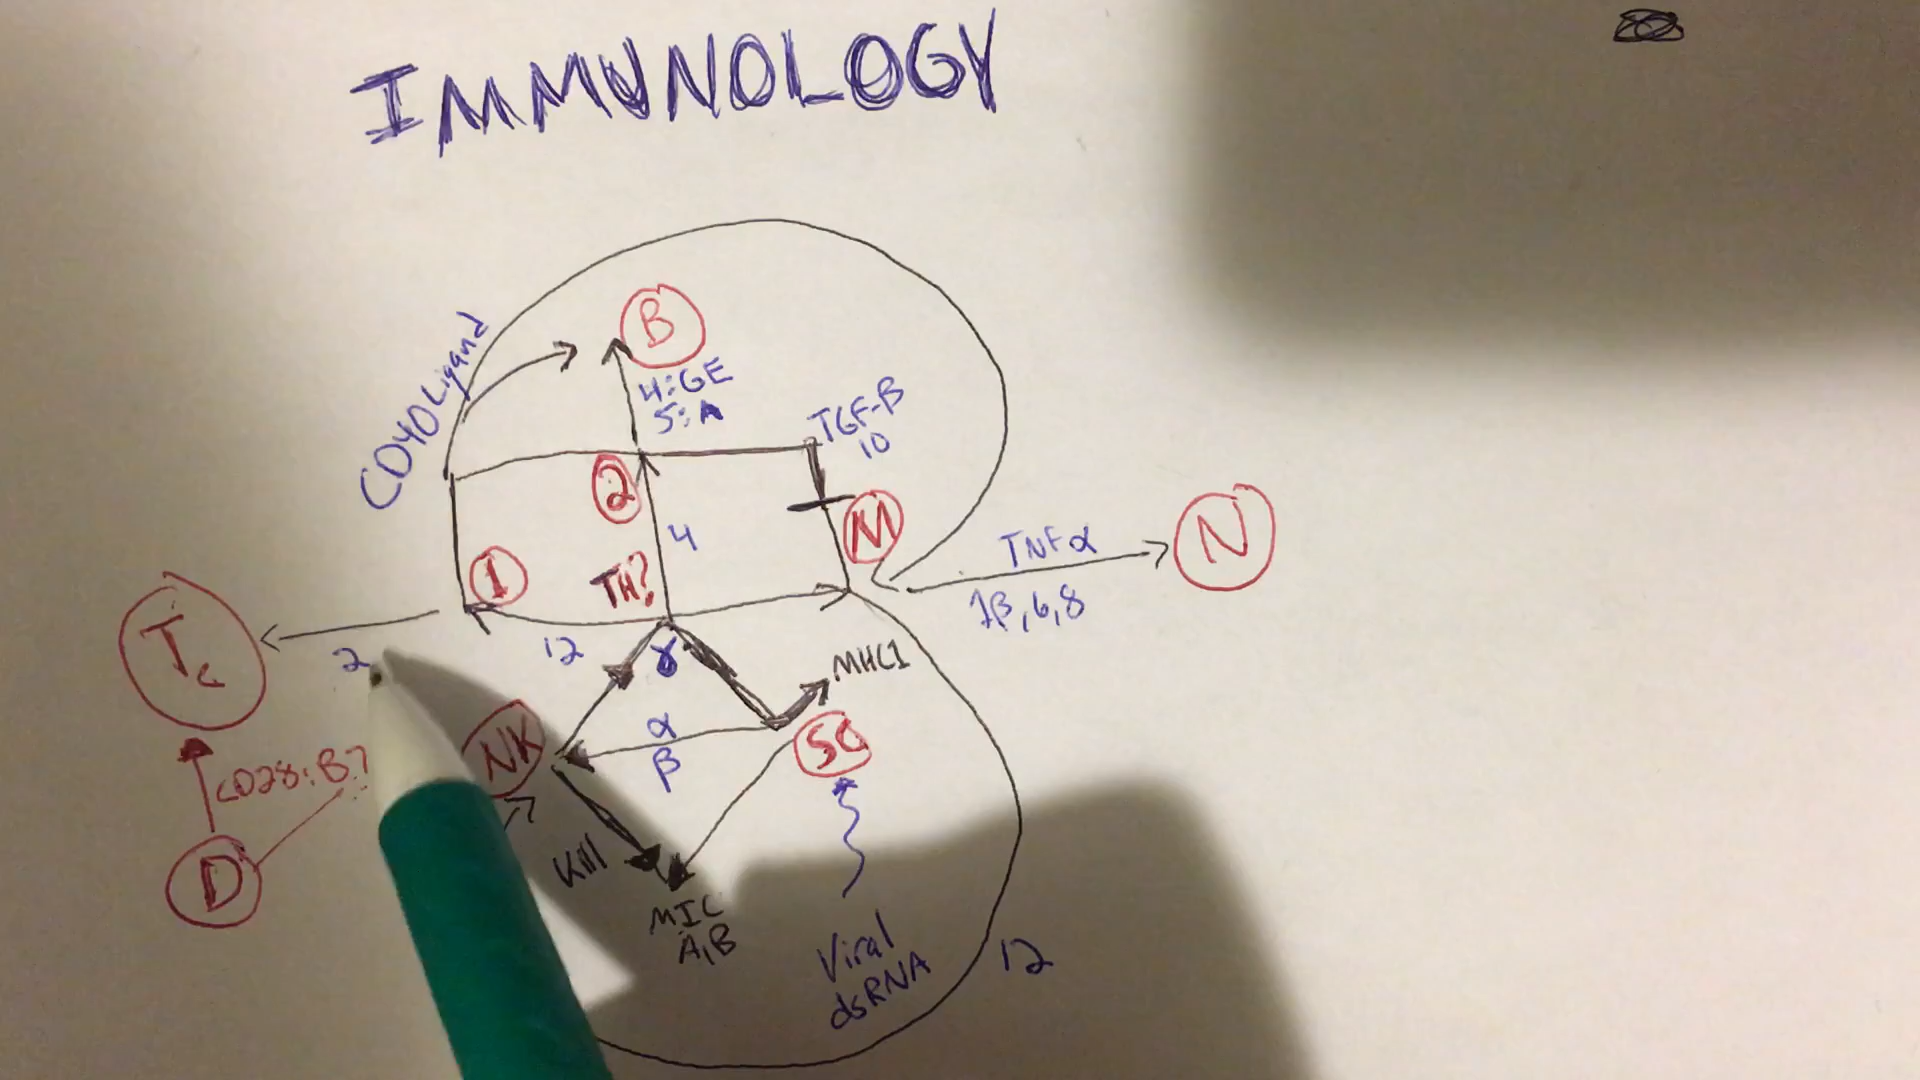 IMMUNOLOGY
CD40 Ligand
B
4:GE
5:A
TGF-B
10
2
M
4
1
TH?
TNFα
N
1β,6,8
Tc
2
12
γ
MHC1
α
β
NK
SC
CD28:B7
D
Kill
MIC
A,B
Viral
dsRNA
12